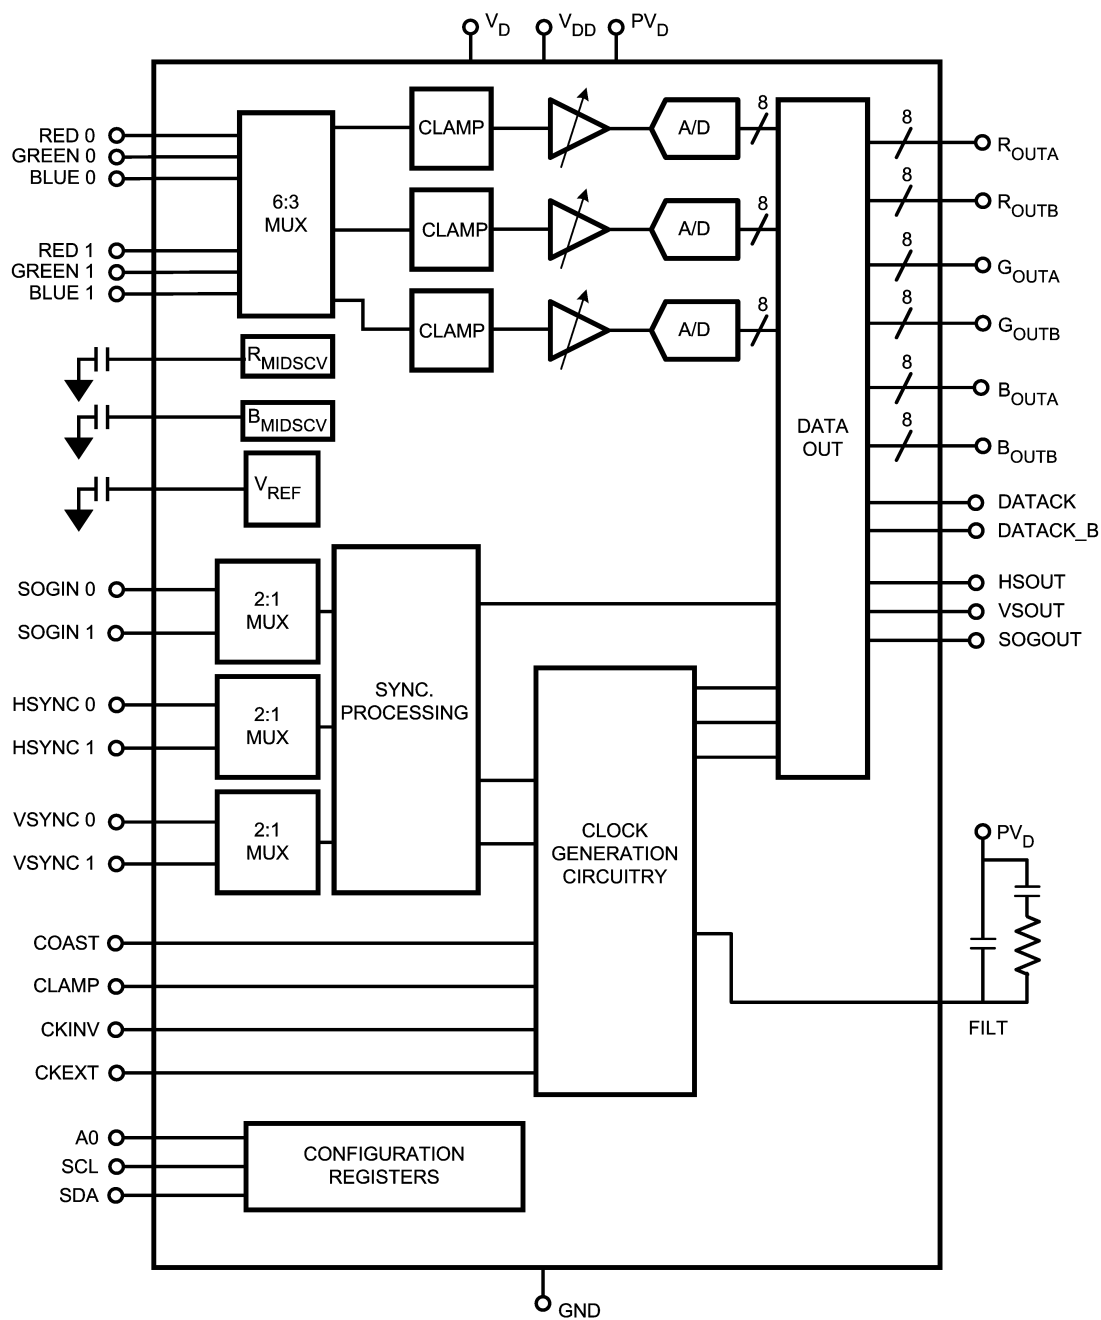 VD VDD PVD
RED 0
GREEN 0
BLUE 0
RED 1
GREEN 1
BLUE 1
6:3
MUX
CLAMP
A/D
8
CLAMP
A/D
8
CLAMP
A/D
8
RMIDSCV
BMIDSCV
VREF
DATA
OUT
8
ROUTA
8
ROUTB
8
GOUTA
8
GOUTB
8
BOUTA
8
BOUTB
DATACK
DATACK_B
HSOUT
VSOUT
SOGOUT
SOGIN 0
SOGIN 1
2:1
MUX
HSYNC 0
HSYNC 1
2:1
MUX
VSYNC 0
VSYNC 1
2:1
MUX
SYNC.
PROCESSING
CLOCK
GENERATION
CIRCUITRY
PVD
FILT
COAST
CLAMP
CKINV
CKEXT
A0
SCL
SDA
CONFIGURATION
REGISTERS
GND